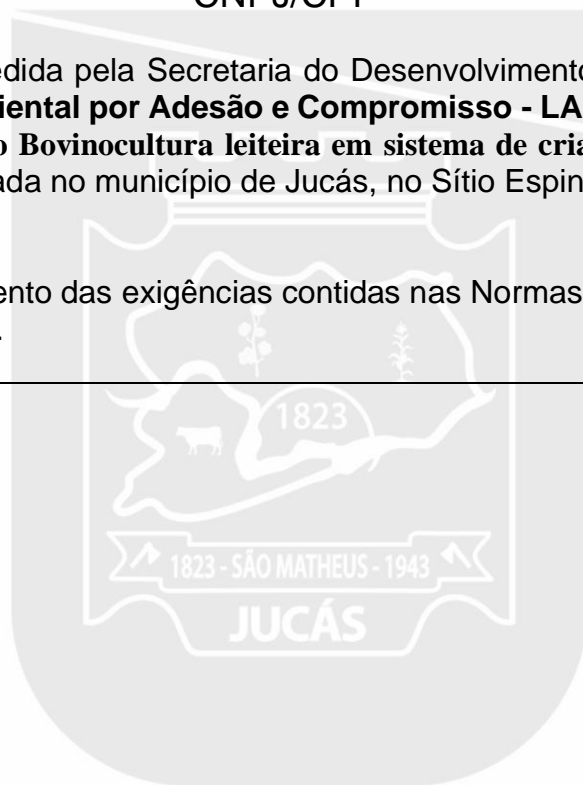 CNPJ/CPF
edida pela Secretaria do Desenvolvimento
iental por Adesão e Compromisso - LA
o Bovinocultura leiteira em sistema de cria
ada no município de Jucás, no Sítio Espin
ento das exigências contidas nas Normas
.
1823
1823 - SÃO MATHEUS - 1943
JUCÁS